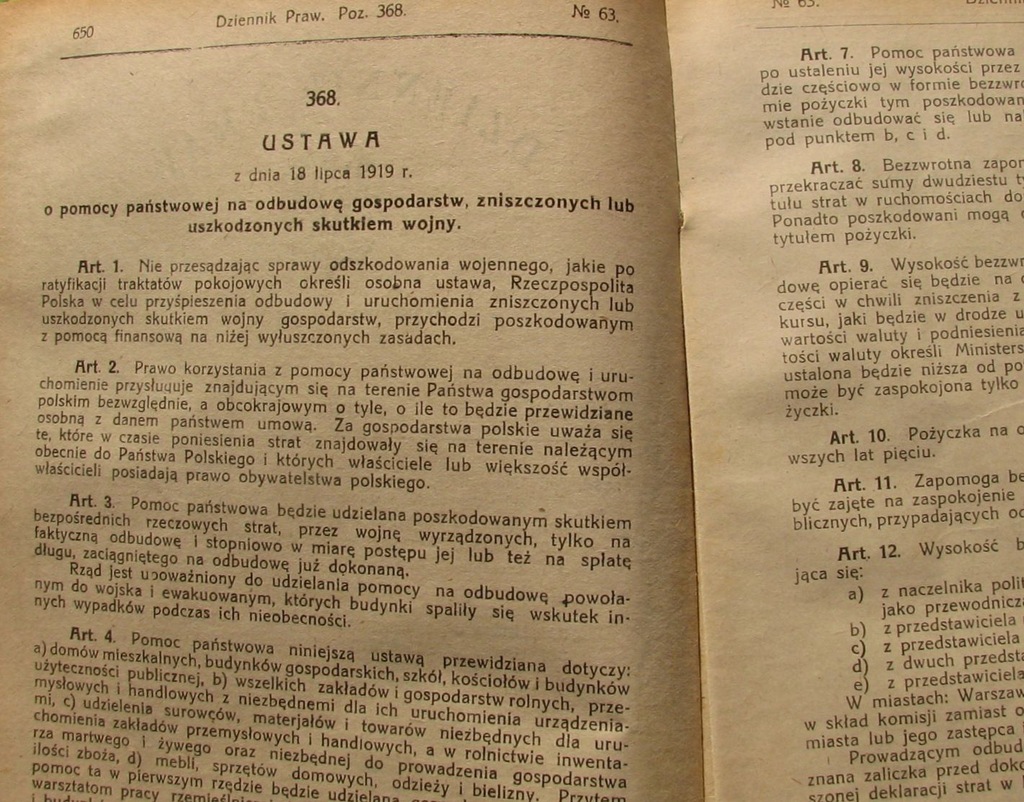 650 Dziennik Praw. Poz. 368. № 63.
368.
USTAWA
z dnia 18 lipca 1919 r.
o pomocy państwowej na odbudowę gospodarstw, zniszczonych lub
uszkodzonych skutkiem wojny.
Art. 1. Nie przesądzając sprawy odszkodowania wojennego, jakie po
ratyfikacji traktatów pokojowych określi osobna ustawa, Rzeczpospolita
Polska w celu przyśpieszenia odbudowy i uruchomienia zniszczonych lub
uszkodzonych skutkiem wojny gospodarstw, przychodzi poszkodowanym
z pomocą finansową na niżej wyłuszczonych zasadach.
Art. 2. Prawo korzystania z pomocy państwowej na odbudowę i uru-
chomienie przysługuje znajdującym się na terenie Państwa gospodarstwom
polskim bezwzględnie, a obcokrajowym o tyle, o ile to będzie przewidziane
osobną z danem państwem umową. Za gospodarstwa polskie uważa się
te, które w czasie poniesienia strat znajdowały się na terenie należącym
obecnie do Państwa Polskiego i których właściciele lub większość współ-
właścicieli posiadają prawo obywatelstwa polskiego.
Art. 3. Pomoc państwowa będzie udzielana poszkodowanym skutkiem
bezpośrednich rzeczowych strat, przez wojnę wyrządzonych, tylko na
faktyczną odbudowę i stopniowo w miarę postępu jej lub też na spłatę
długu, zaciągniętego na odbudowę już dokonaną.
Rząd jest upoważniony do udzielania pomocy na odbudowę powoła-
nym do wojska i ewakuowanym, których budynki spaliły się wskutek in-
nych wypadków podczas ich nieobecności.
Art. 4. Pomoc państwowa niniejszą ustawą przewidziana dotyczy:
a) domów mieszkalnych, budynków gospodarskich, szkół, kościołów i budynków
użyteczności publicznej, b) wszelkich zakładów i gospodarstw rolnych, prze-
mysłowych i handlowych z niezbędnemi dla ich uruchomienia urządzenia-
mi, c) udzielenia surowców, materjałów i towarów niezbędnych dla uru-
chomienia zakładów przemysłowych i handlowych, a w rolnictwie inwenta-
rza martwego i żywego oraz niezbędnej do prowadzenia gospodarstwa
ilości zboża, d) mebli, sprzętów domowych, odzieży i bielizny. Przytem
pomoc ta w pierwszym rzędzie będzie udzielana
warsztatom pracy
№ 63.
Art. 7. Pomoc państwowa
po ustaleniu jej wysokości przez
dzie częściowo w formie bezzwro
mie pożyczki tym poszkodowan
wstanie odbudować się lub na
pod punktem b, c i d.
Art. 8. Bezzwrotna zapom
przekraczać sumy dwudziestu t
tułu strat w ruchomościach do
Ponadto poszkodowani mogą
tytułem pożyczki.
Art. 9. Wysokość bezzwr
dowę opierać się będzie na
części w chwili zniszczenia z
kursu, jaki będzie w drodze u
wartości waluty i podniesienia
tości waluty określi Ministers
ustalona będzie niższa od po
może być zaspokojona tylko
życzki.
Art. 10. Pożyczka na o
wszych lat pięciu.
Art. 11. Zapomoga be
być zajęte na zaspokojenie
blicznych, przypadających od
Art. 12. Wysokość b
jąca się:
a) z naczelnika polit
jako przewodnicza
b) z przedstawiciela
c) z przedstawiciela
d) z dwuch przedsta
e) z przedstawiciela
W miastach: Warszaw
w skład komisji zamiast o
miasta lub jego zastępca
Prowadzącym odbud
znana zaliczka przed doko
szonej deklaracji strat w